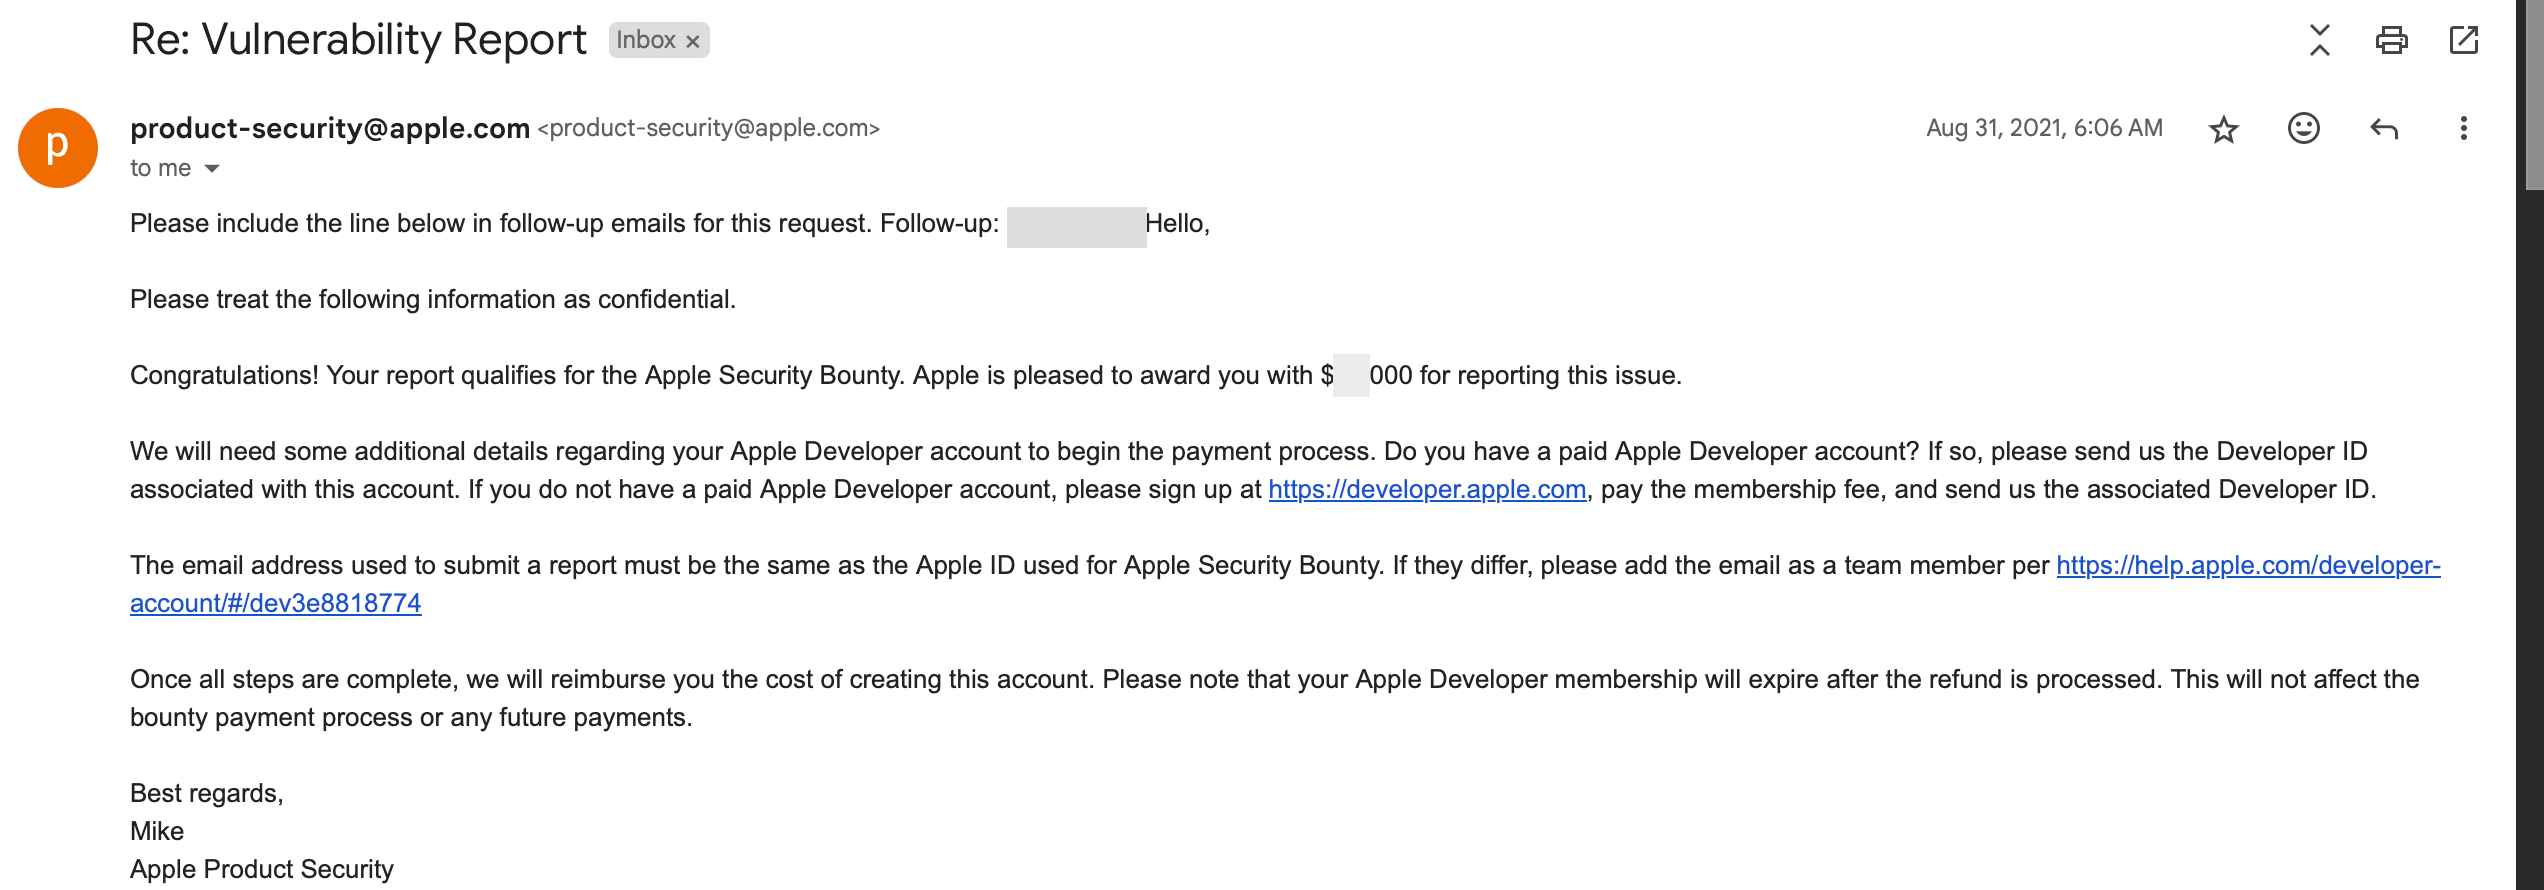 Re: Vulnerability Report Inbox ×
p
product-security@apple.com <product-security@apple.com> Aug 31, 2021, 6:06 AM
to me
Please include the line below in follow-up emails for this request. Follow-up: Hello,
Please treat the following information as confidential.
Congratulations! Your report qualifies for the Apple Security Bounty. Apple is pleased to award you with $ 000 for reporting this issue.
We will need some additional details regarding your Apple Developer account to begin the payment process. Do you have a paid Apple Developer account? If so, please send us the Developer ID
associated with this account. If you do not have a paid Apple Developer account, please sign up at https://developer.apple.com, pay the membership fee, and send us the associated Developer ID.
The email address used to submit a report must be the same as the Apple ID used for Apple Security Bounty. If they differ, please add the email as a team member per https://help.apple.com/developer-
account/#/dev3e8818774
Once all steps are complete, we will reimburse you the cost of creating this account. Please note that your Apple Developer membership will expire after the refund is processed. This will not affect the
bounty payment process or any future payments.
Best regards,
Mike
Apple Product Security